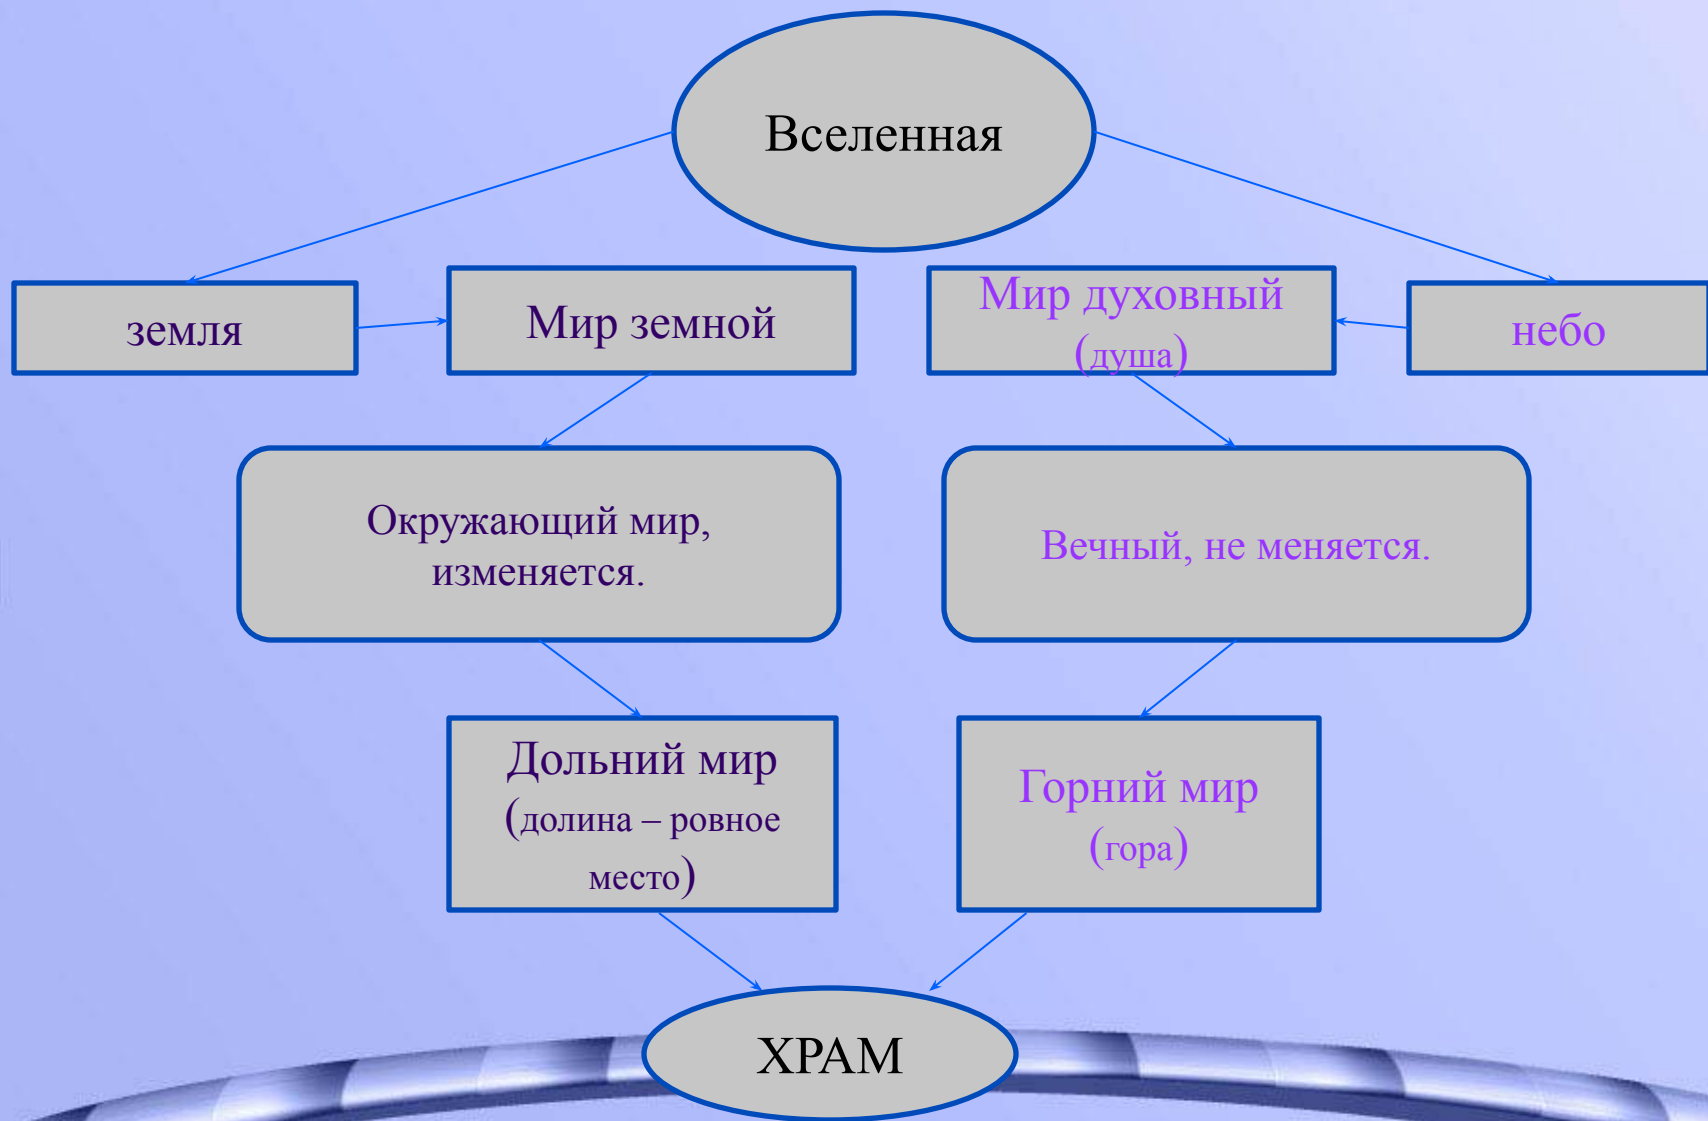 Вселенная
земля
Мир земной
Мир духовный
(душа)
небо
Окружающий мир,
изменяется.
Вечный, не меняется.
Дольний мир
(долина – ровное
место)
Горний мир
(гора)
ХРАМ